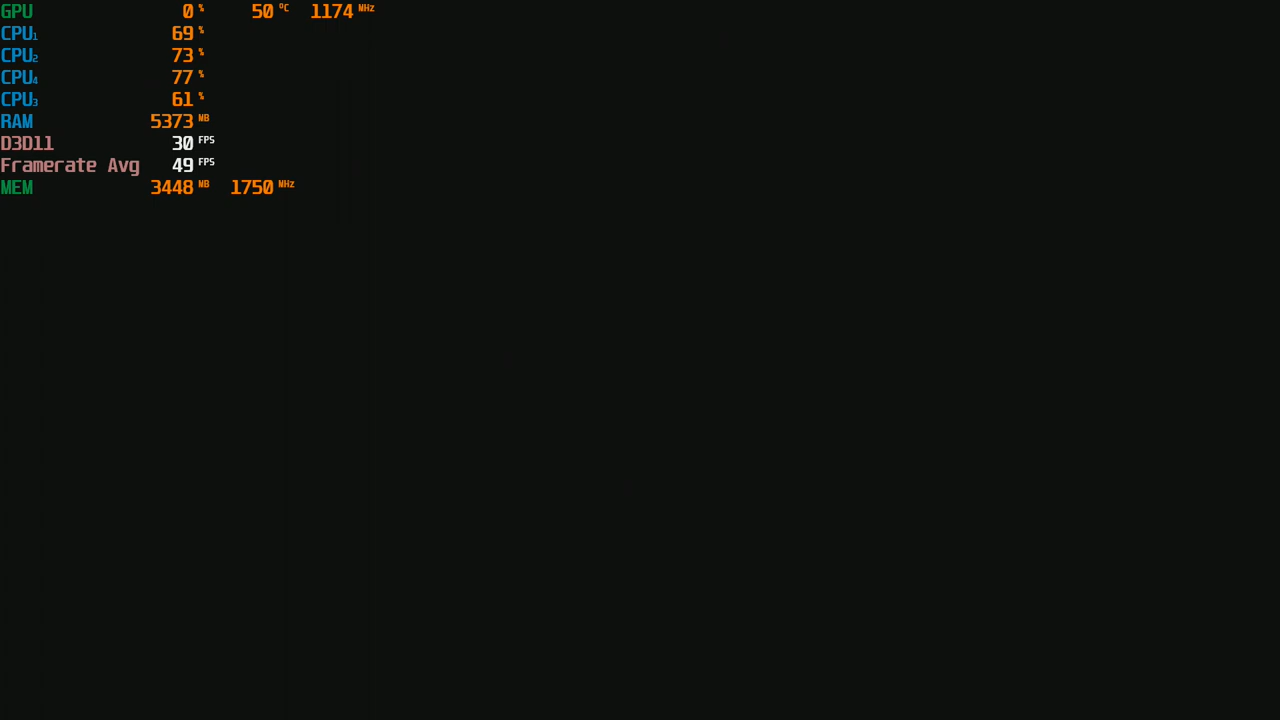 GPU 0 % 50 °C 1174 MHz
CPU1 69 %
CPU2 73 %
CPU4 77 %
CPU3 61 %
RAM 5373 MB
D3D11 30 FPS
Framerate Avg 49 FPS
MEM 3448 MB 1750 MHz